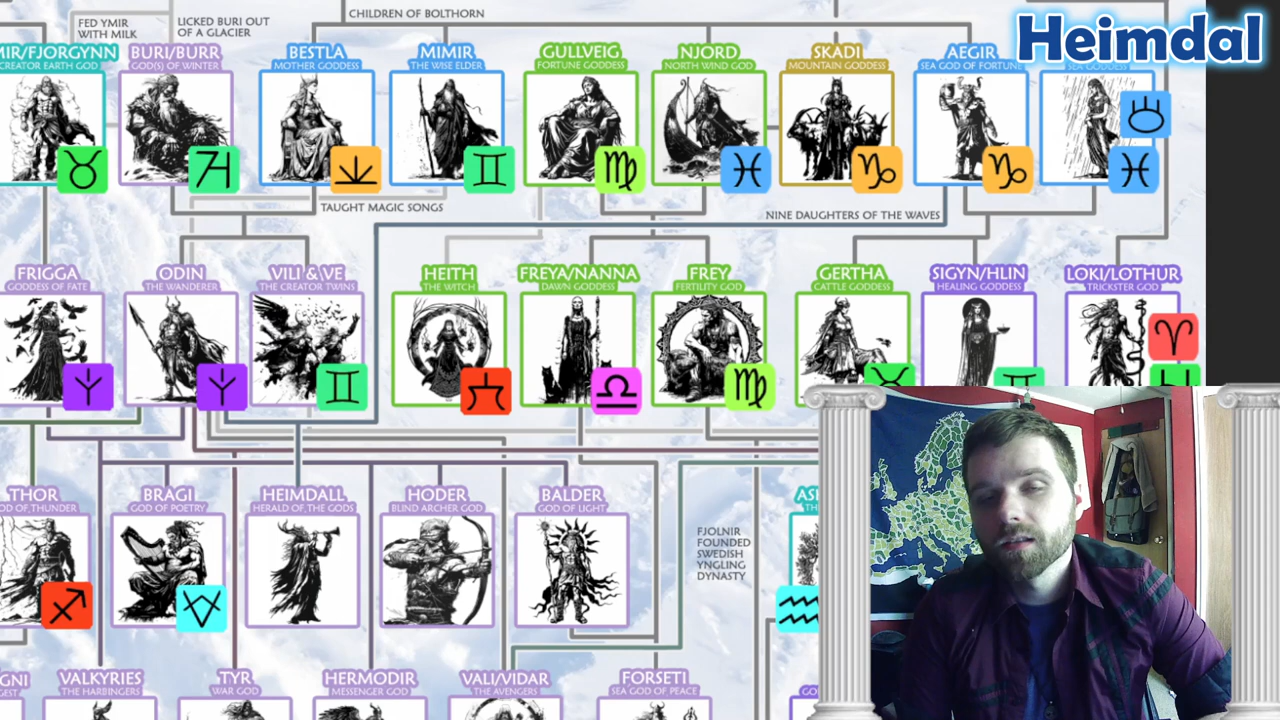 CHILDREN OF BOLTHORN
FED YMIR
WITH MILK
LICKED BURI OUT
OF A GLACIER
Heimdal
MIR/FJORGYNN
CREATOR EARTH GOD
BURI/BURR
GOD(S) OF WINTER
BESTLA
MOTHER GODDESS
MIMIR
THE WISE ELDER
GULLVEIG
FORTUNE GODDESS
NJORD
NORTH WIND GOD
SKADI
MOUNTAIN GODDESS
AEGIR
SEA GOD OF FORTUNE
SEA GODDESS
TAUGHT MAGIC SONGS
NINE DAUGHTERS OF THE WAVES
FRIGGA
GODDESS OF FATE
ODIN
THE WANDERER
VILI & VE
THE CREATOR TWINS
HEITH
THE WITCH
FREYA/NANNA
DAWN GODDESS
FREY
FERTILITY GOD
GERTHA
CATTLE GODDESS
SIGYN/HLIN
HEALING GODDESS
LOKI/LOTHUR
TRICKSTER GOD
THOR
OD OF THUNDER
BRAGI
GOD OF POETRY
HEIMDALL
HERALD OF THE GODS
HODER
BLIND ARCHER GOD
BALDER
GOD OF LIGHT
FJOLNIR
FOUNDED
SWEDISH
YNGLING
DYNASTY
VALKYRIES
THE HARBINGERS
TYR
WAR GOD
HERMODIR
MESSENGER GOD
VALI/VIDAR
THE AVENGERS
FORSETI
SEA GOD OF PEACE